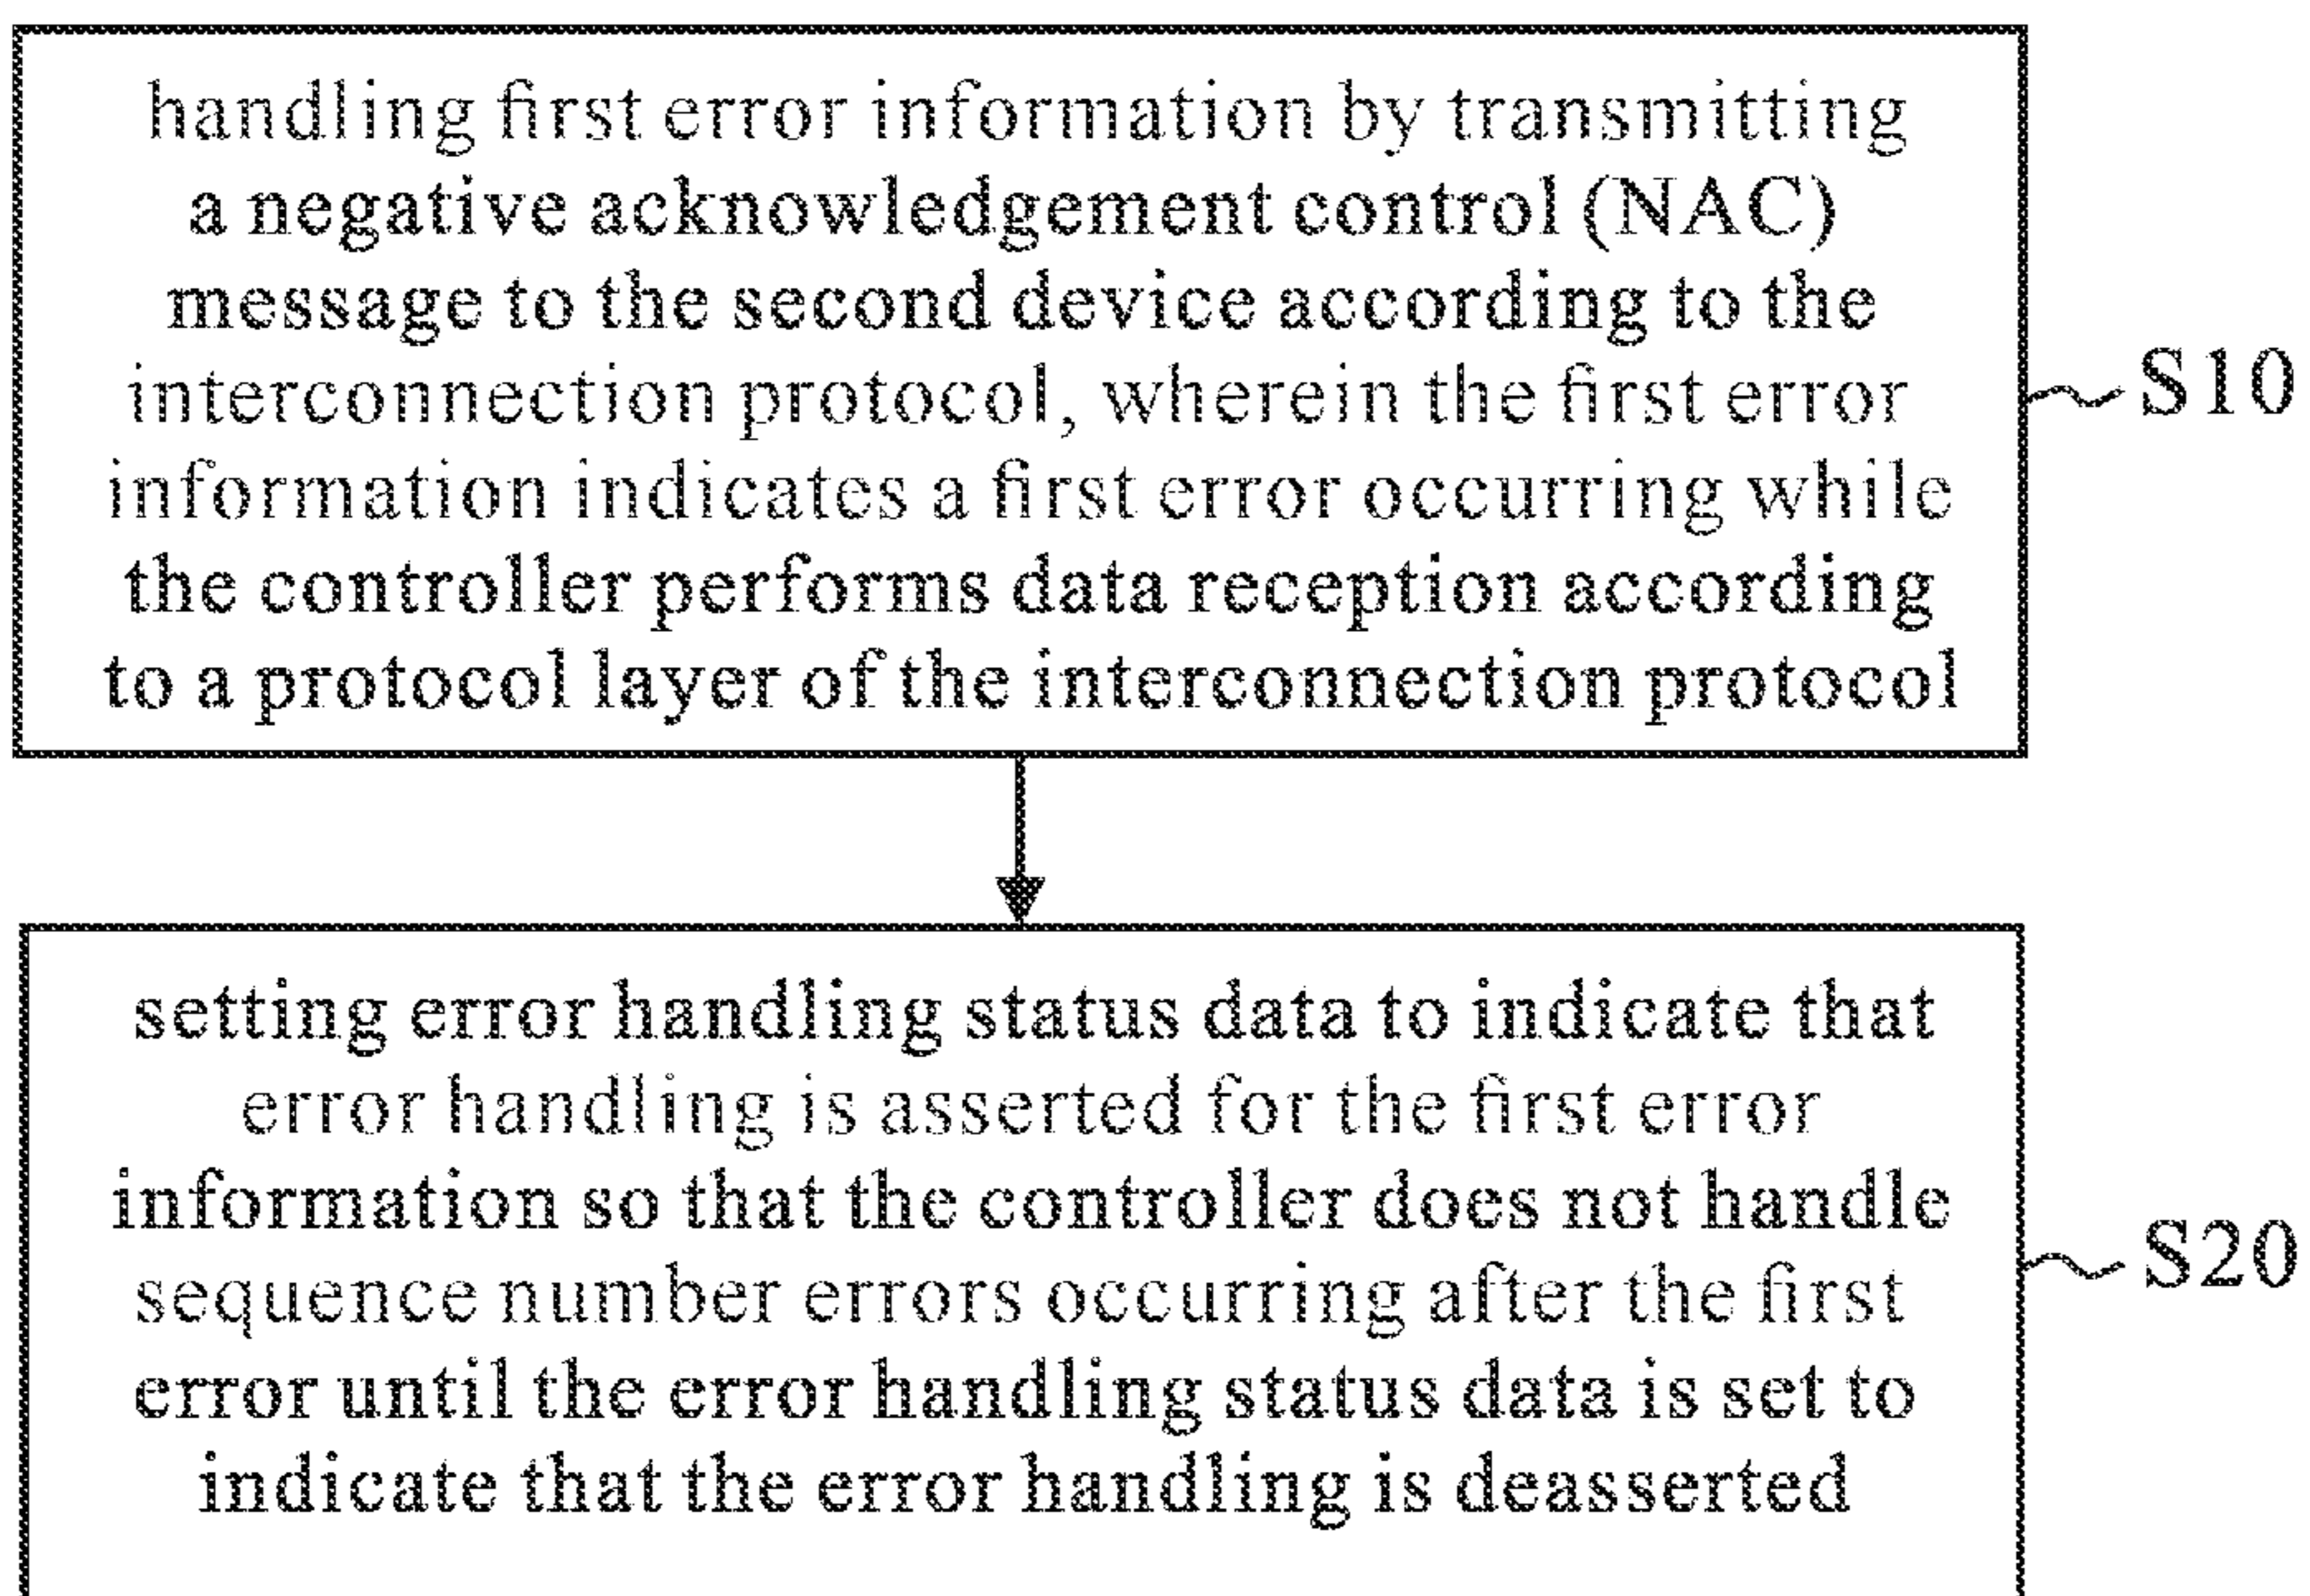 handling first error information by transmitting
a negative acknowledgement control (NAC)
message to the second device according to the
interconnection protocol, wherein the first error
information indicates a first error occurring while
the controller performs data reception according
to a protocol layer of the interconnection protocol
S10
setting error handling status data to indicate that
error handling is asserted for the first error
information so that the controller does not handle
sequence number errors occurring after the first
error until the error handling status data is set to
indicate that the error handling is deasserted
S20